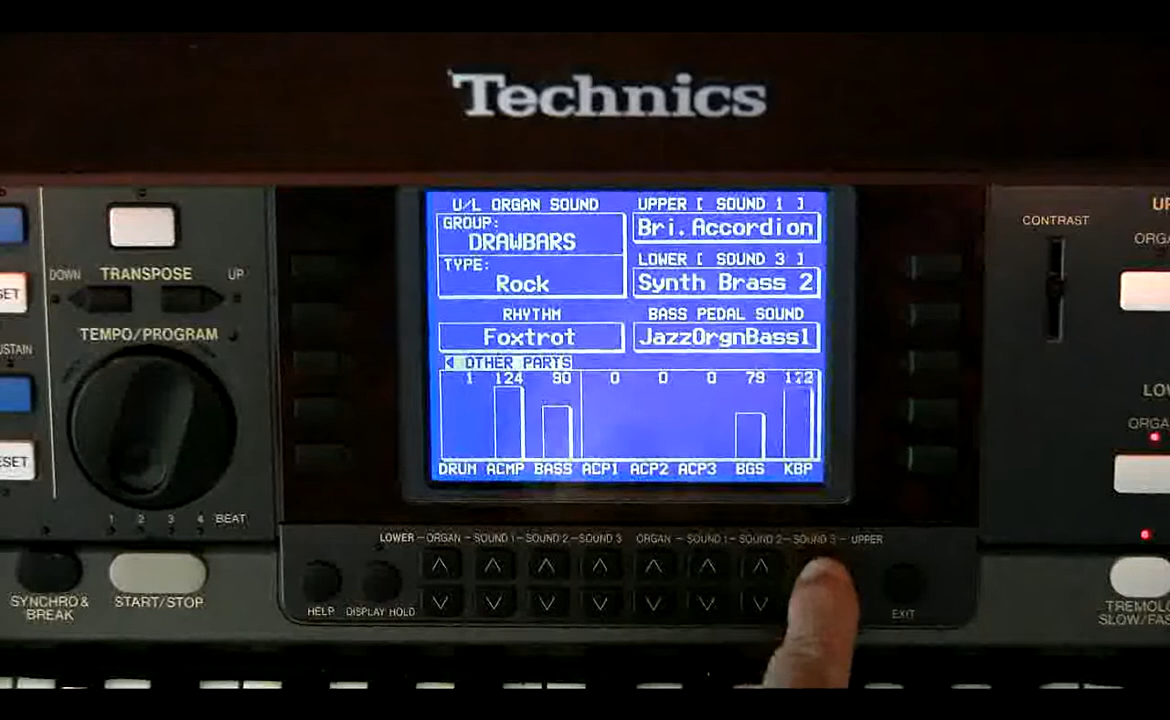 Technics
U/L ORGAN SOUND
GROUP:
DRAWBARS
TYPE:
Rock
UPPER [ SOUND 1 ]
Bri.Accordion
LOWER [ SOUND 3 ]
Synth Brass 2
RHYTHM
Foxtrot
BASS PEDAL SOUND
JazzOrgnBass1
OTHER PARTS
1 124 90 0 0 0 79
DRUM ACMP BASS ACP1 ACP2 ACP3 BGS KBP
TRANSPOSE
DOWN UP
TEMPO/PROGRAM
1 2 3 4 BEAT
SYNCHRO &
BREAK
START/STOP
HELP
DISPLAY HOLD
LOWER - ORGAN - SOUND 1 - SOUND 2 - SOUND 3
ORGAN - SOUND 1 - SOUND 2 - SOUND 3 - UPPER
EXIT
CONTRAST
UP
ORGA
LOW
ORGA
TREMOL
SLOW/FAS
SET
USTAIN
ESET